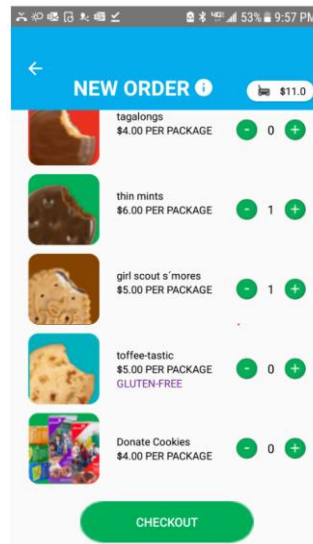 53% 9:57 PM
NEW ORDER i
$11.0
tagalongs
$4.00 PER PACKAGE
- 0 +
thin mints
$6.00 PER PACKAGE
- 1 +
girl scout s´mores
$5.00 PER PACKAGE
- 1 +
toffee-tastic
$5.00 PER PACKAGE
- 0 +
GLUTEN-FREE
Donate Cookies
$4.00 PER PACKAGE
- 0 +
CHECKOUT